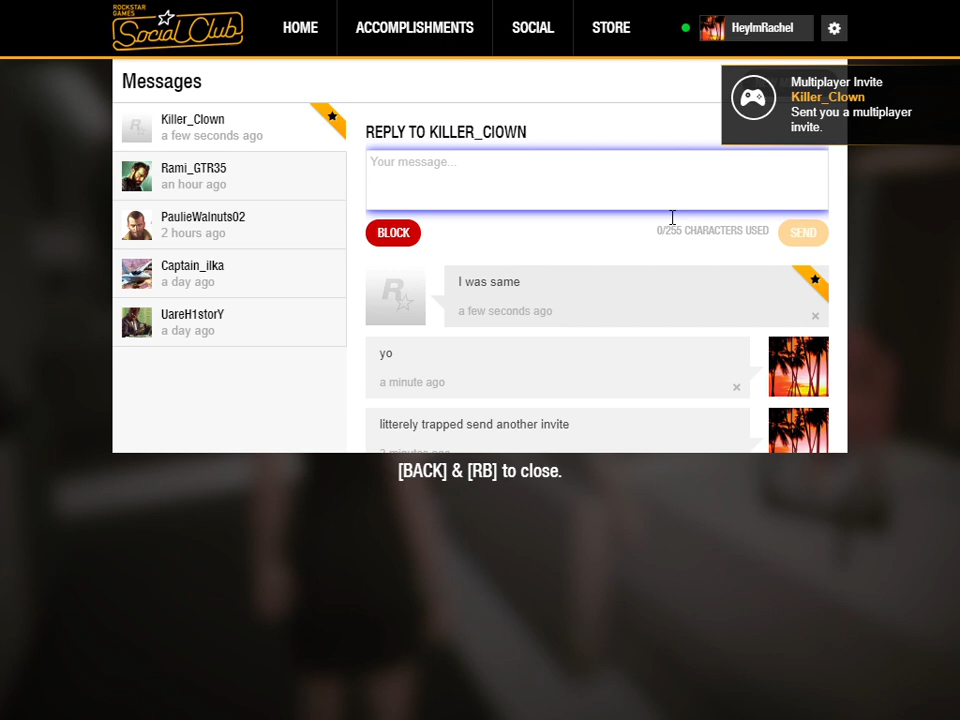 ROCKSTAR
GAMES
Social Club
HOME
ACCOMPLISHMENTS
SOCIAL
STORE
HeyImRachel
Messages
Multiplayer Invite
Killer_Clown
Sent you a multiplayer
invite.
Killer_Clown
a few seconds ago
Rami_GTR35
an hour ago
PaulieWalnuts02
2 hours ago
Captain_ilka
a day ago
UareH1storY
a day ago
REPLY TO KILLER_ClOWN
Your message...
BLOCK
0/255 CHARACTERS USED
SEND
R
I was same
a few seconds ago
yo
a minute ago
litterely trapped send another invite
2 minutes ago
[BACK] & [RB] to close.